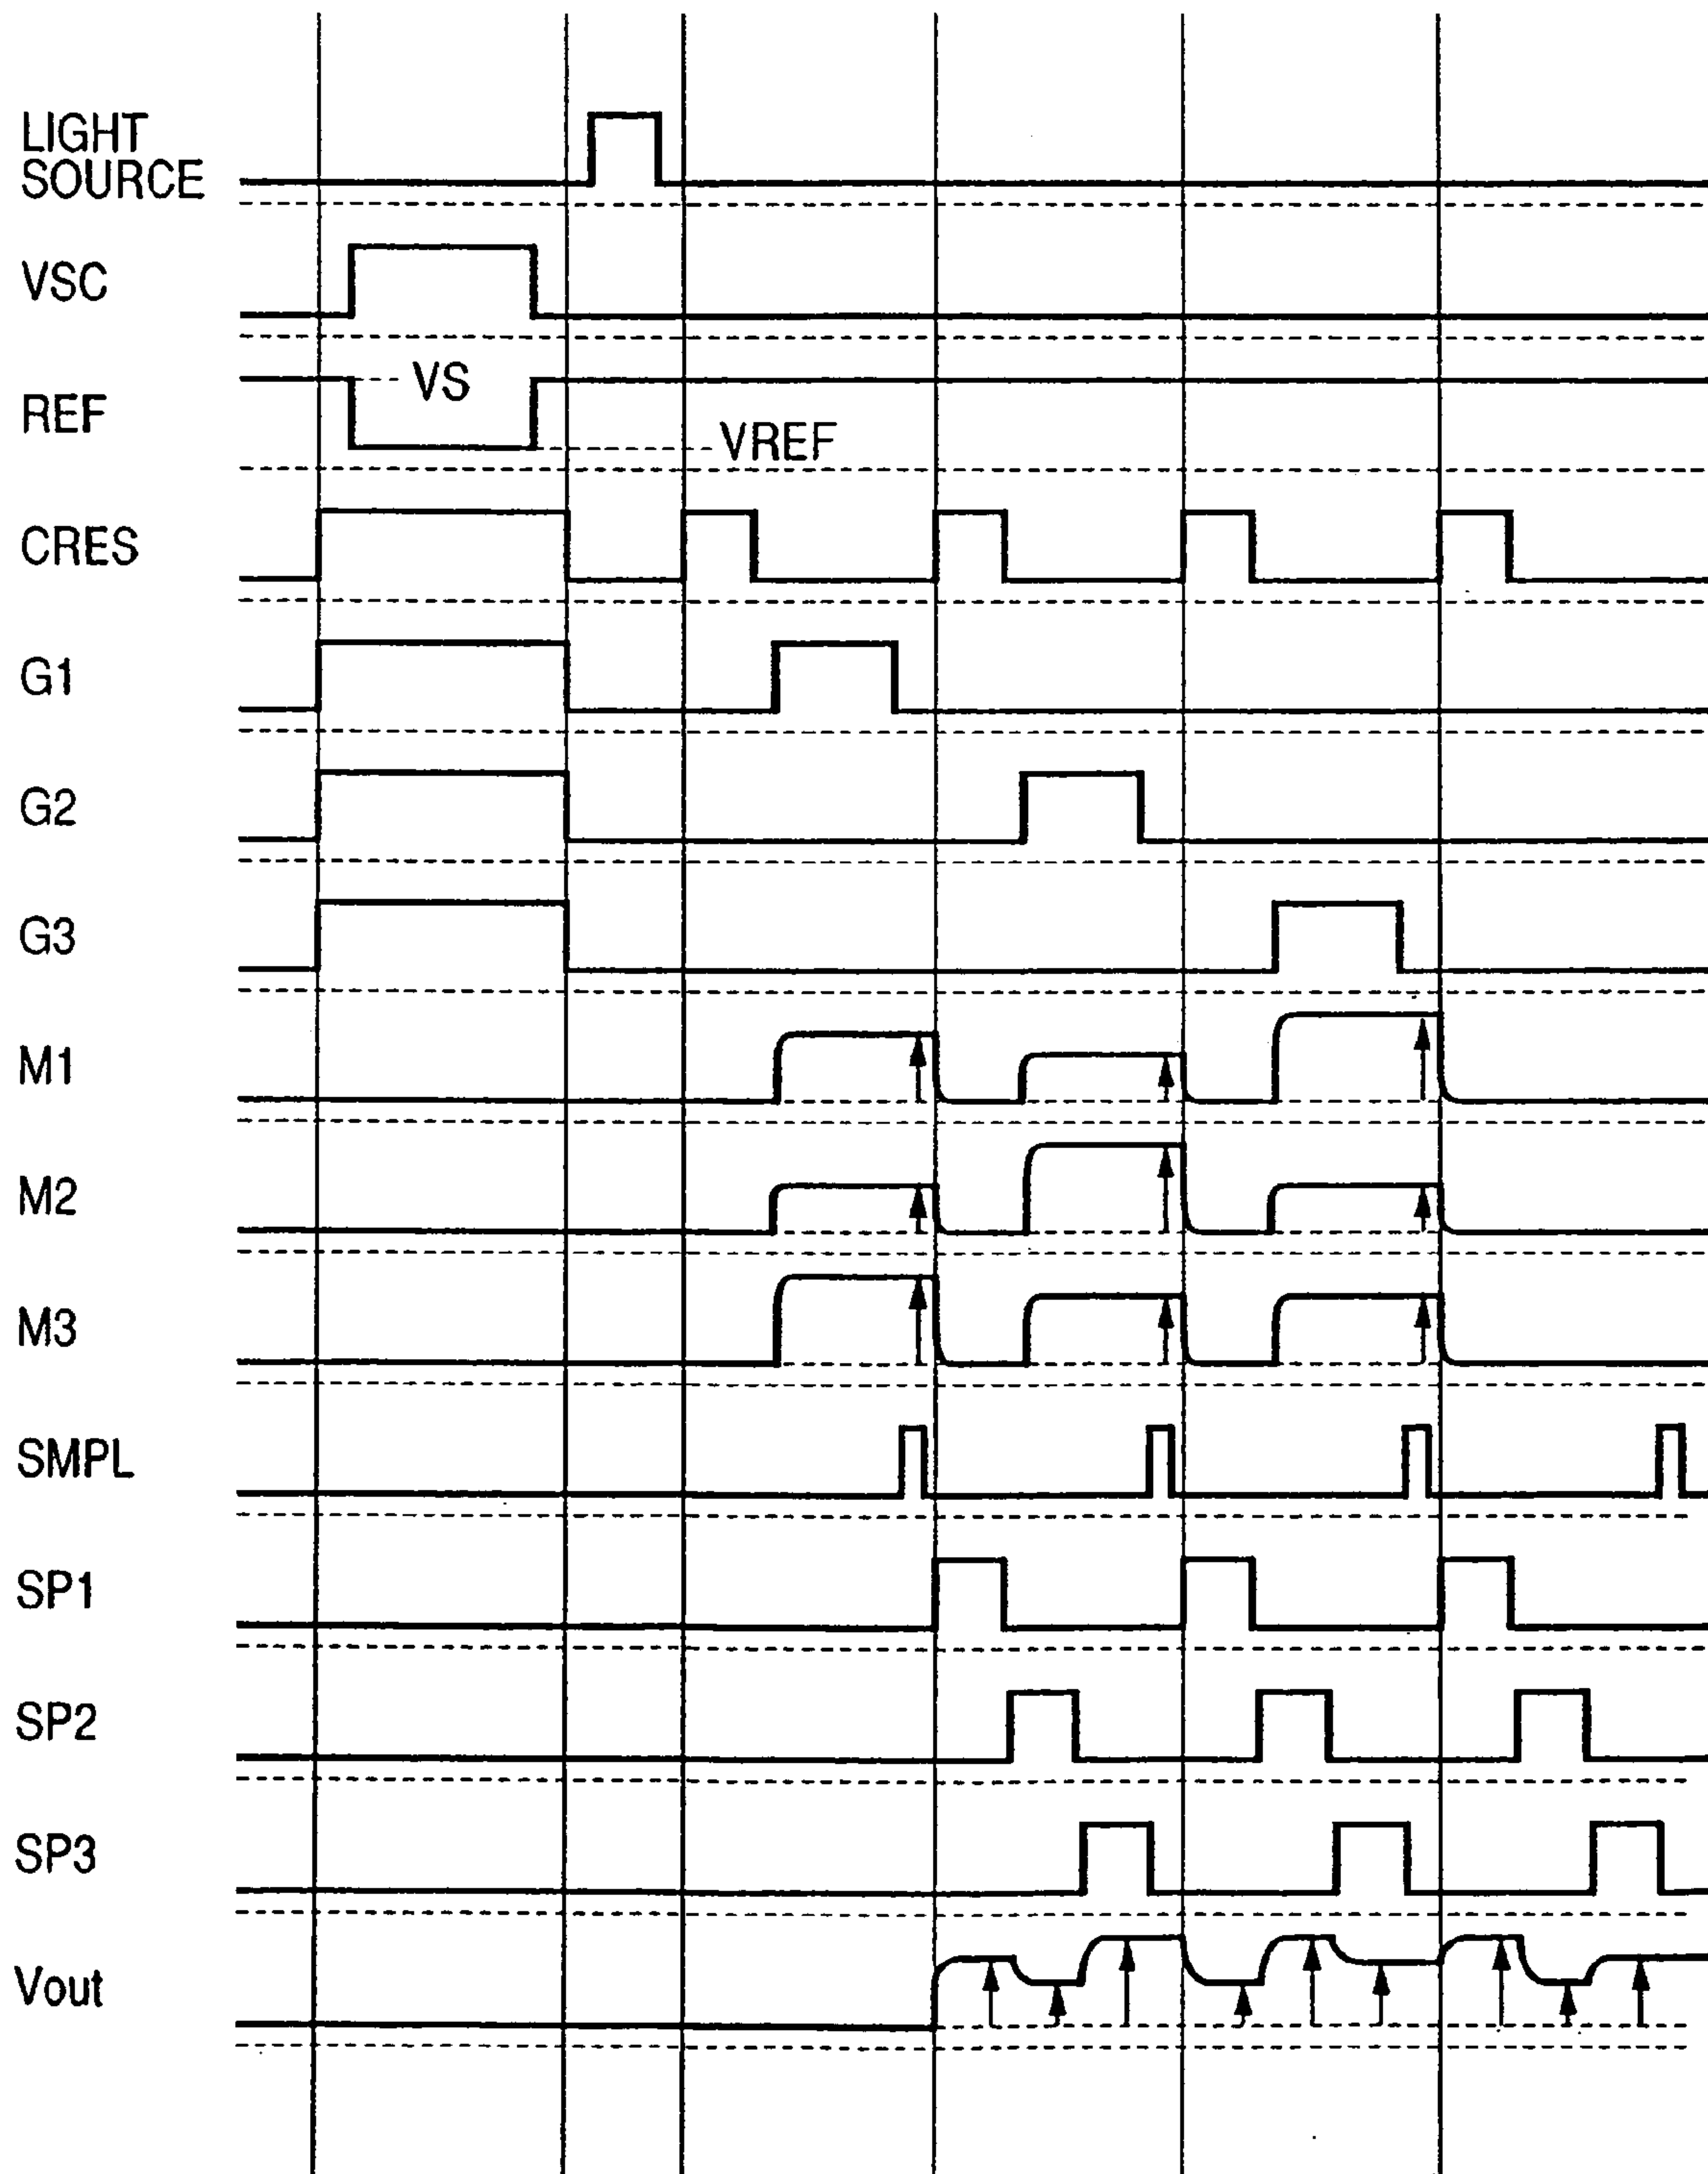 LIGHT
SOURCE
VSC
VS
REF
VREF
CRES
G1
G2
G3
M1
M2
M3
SMPL
SP1
SP2
SP3
Vout